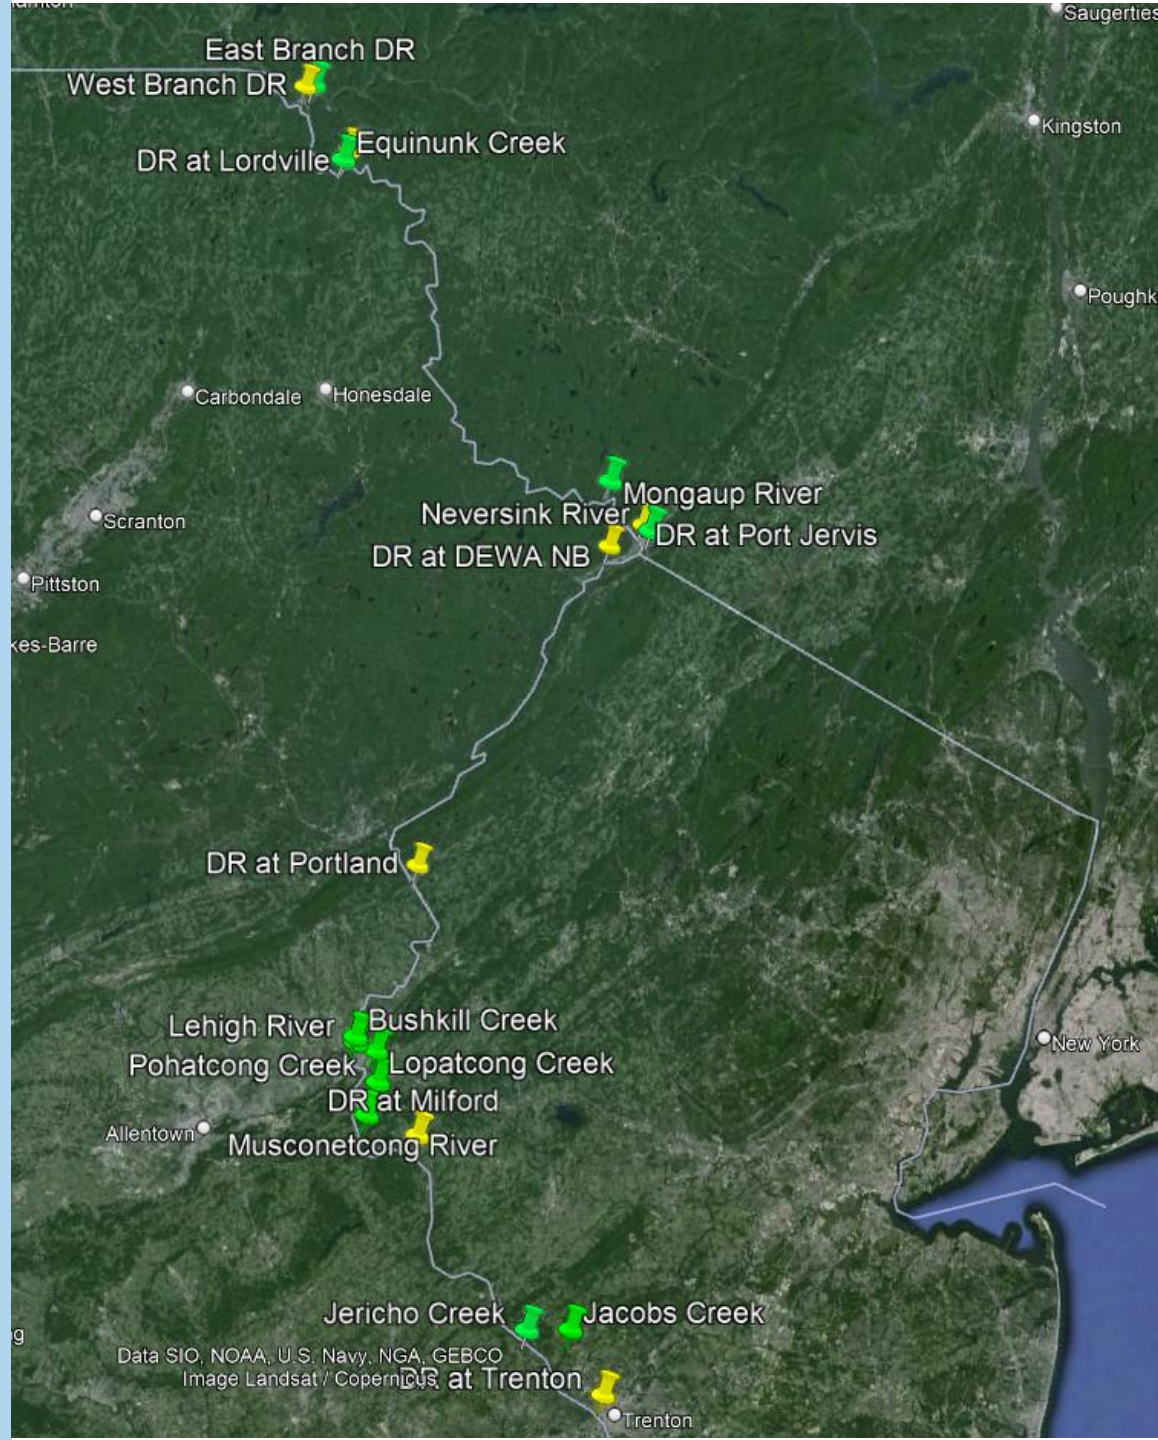 Saugerties
East Branch DR
West Branch DR
Kingston
Equinunk Creek
DR at Lordville
Poughk
Carbondale
Honesdale
Mongaup River
Neversink River
Scranton
DR at Port Jervis
DR at DEWA NB
Pittston
kes-Barre
DR at Portland
Lehigh River
Bushkill Creek
New York
Pohatcong Creek
Lopatcong Creek
DR at Milford
Allentown
Musconetcong River
Jericho Creek
Jacobs Creek
g
Data SIO, NOAA, U.S. Navy, NGA, GEBCO
Image Landsat / Copernicus
DR at Trenton
Trenton